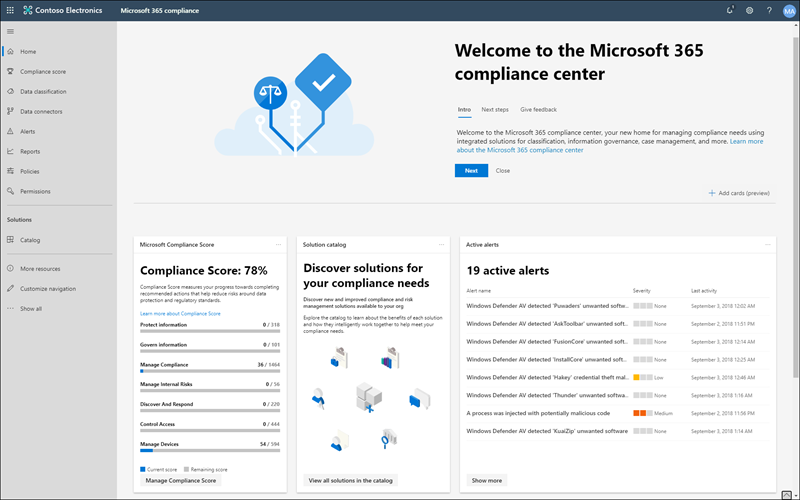 Contoso Electronics
Microsoft 365 compliance
?
MA
Home
Compliance score
Data classification
Data connectors
Alerts
Reports
Policies
Permissions
Solutions
Catalog
More resources
Customize navigation
Show all
Welcome to the Microsoft 365
compliance center
Intro
Next steps
Give feedback
Welcome to the Microsoft 365 compliance center, your new home for managing compliance needs using
integrated solutions for classification, information governance, case management, and more. Learn more
about the Microsoft 365 compliance center
Next
Close
Add cards (preview)
Microsoft Compliance Score
Compliance Score: 78%
Compliance Score measures your progress towards completing
recommended actions that help reduce risks around data
protection and regulatory standards.
Learn more about Compliance Score
Protect information 0 / 318
Govern information 0 / 103
Manage Compliance 36 / 1464
Manage Internal Risks 0 / 56
Discover And Respond 0 / 220
Control Access 0 / 444
Manage Devices 54 / 594
Current score
Remaining score
Manage Compliance Score
Solution catalog
Discover solutions for
your compliance needs
Discover new and improved compliance and risk
management solutions available to your org.
Explore the catalog to learn about the benefits of each solution
and how they intelligently work together to help meet your
compliance needs.
View all solutions in the catalog
Active alerts
19 active alerts
Alert name Severity Last activity
Windows Defender AV detected 'Puwaders' unwanted softw... None September 3, 2018 12:02 AM
Windows Defender AV detected 'AskToolbar' unwanted soft... None September 2, 2018 11:51 PM
Windows Defender AV detected 'FusionCore' unwanted soft... None September 3, 2018 12:14 AM
Windows Defender AV detected 'InstallCore' unwanted soft... None September 3, 2018 12:25 AM
Windows Defender AV detected 'Hakey' credential theft mal... Low September 3, 2018 12:46 AM
Windows Defender AV detected 'Thunder' unwanted softwa... None September 3, 2018 1:16 AM
A process was injected with potentially malicious code Medium September 2, 2018 11:56 PM
Windows Defender AV detected 'KuaiZip' unwanted software None September 3, 2018 1:14 AM
Show more